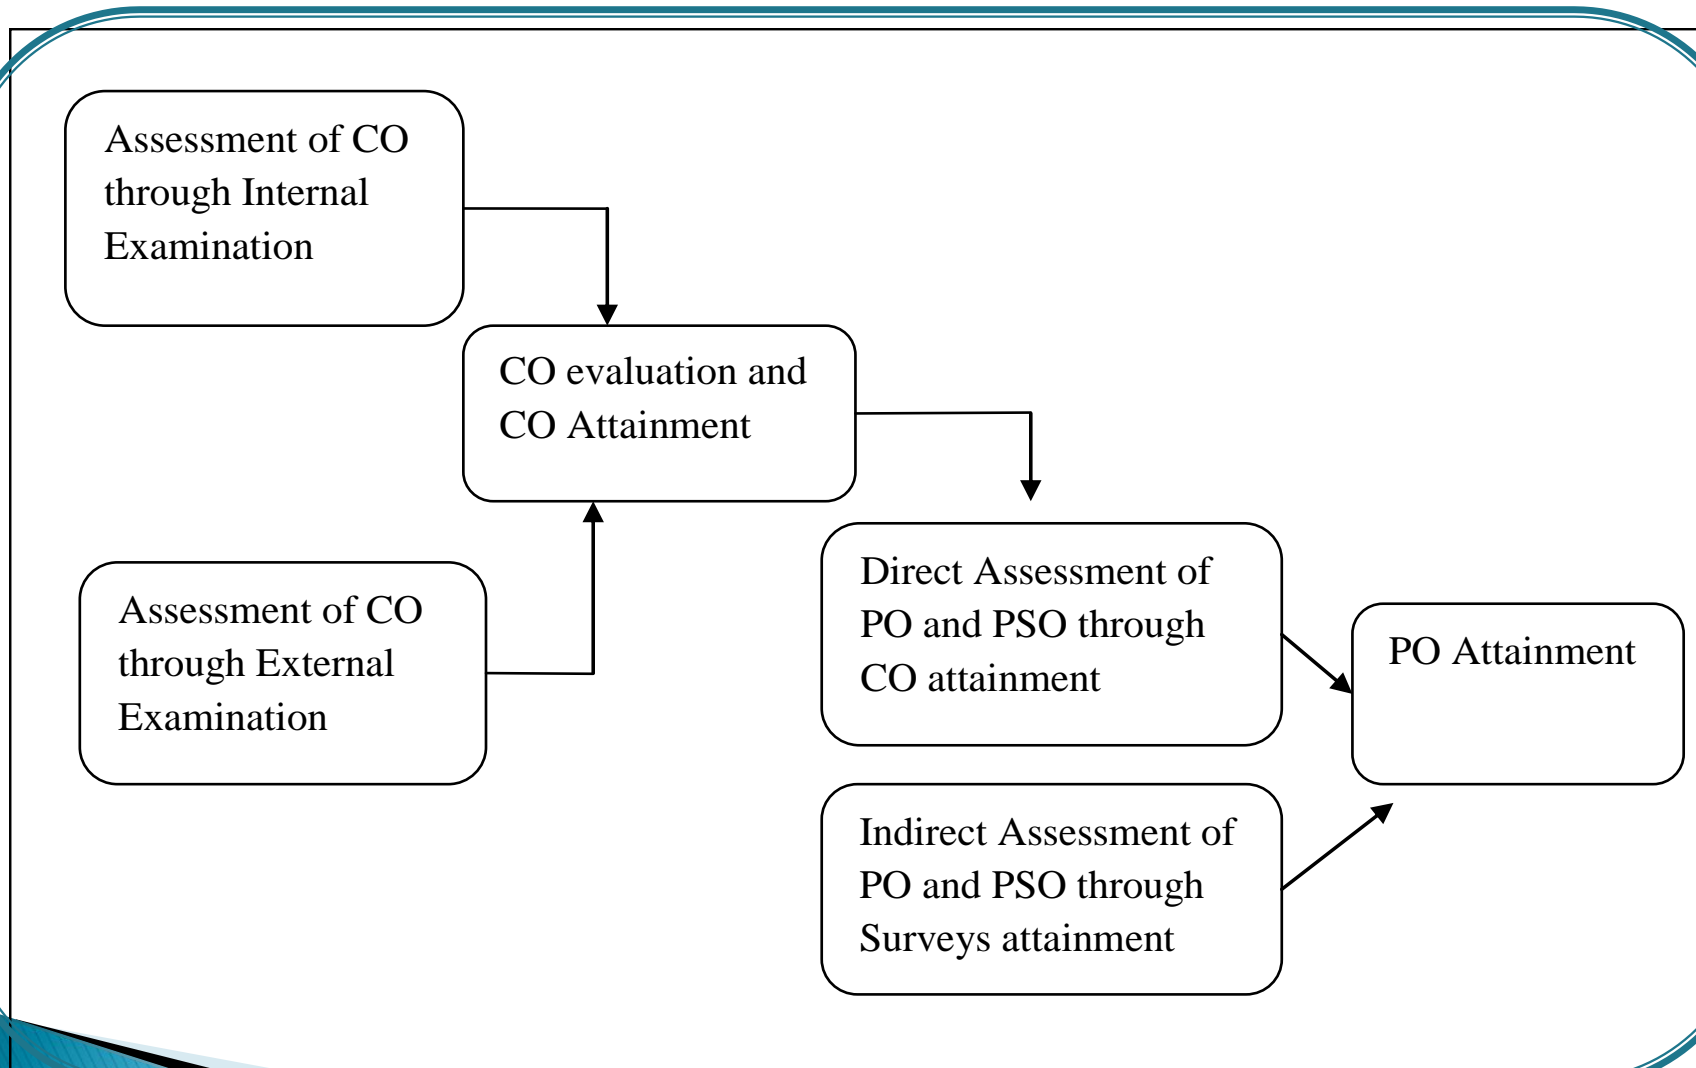 Assessment of CO
through Internal
Examination
CO evaluation and
CO Attainment
Assessment of CO
through External
Examination
Direct Assessment of
PO and PSO through
CO attainment
PO Attainment
Indirect Assessment of
PO and PSO through
Surveys attainment